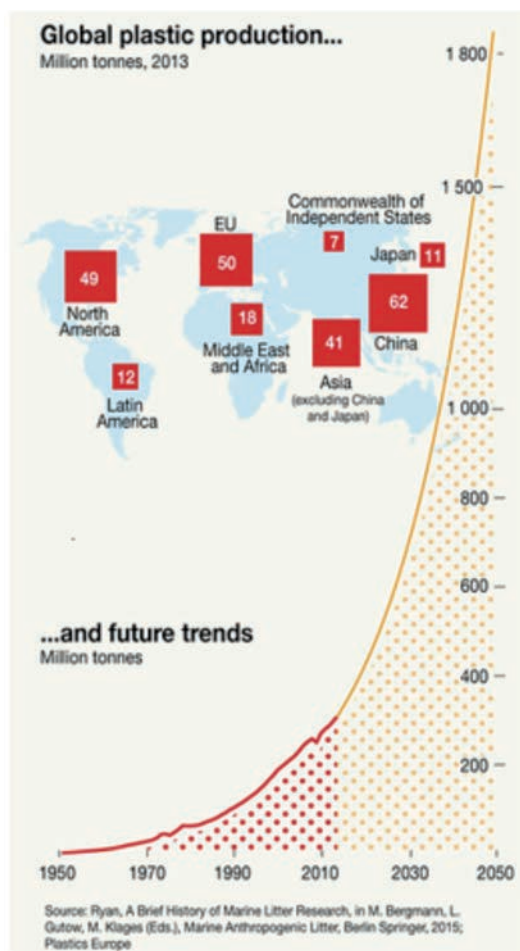 Global plastic production...
Million tonnes, 2013
1 800
1 500
Commonwealth of
Independent States
7
EU
50
Japan
11
49
North
America
18
Middle East
and Africa
62
China
41
Asia
(excluding China
and Japan)
12
Latin
America
1 000
800
600
...and future trends
Million tonnes
400
200
1950
1970
1990
2010
2030
2050
Source: Ryan, A Brief History of Marine Litter Research, in M. Bergmann, L.
Gutow, M. Klages (Eds.), Marine Anthropogenic Litter, Berlin Springer, 2015;
Plastics Europe